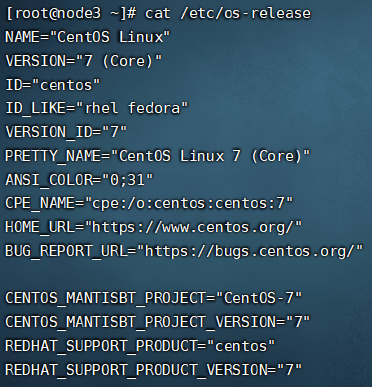 [root@node3 ~]# cat /etc/os-release
NAME="CentOS Linux"
VERSION="7 (Core)"
ID="centos"
ID_LIKE="rhel fedora"
VERSION_ID="7"
PRETTY_NAME="CentOS Linux 7 (Core)"
ANSI_COLOR="0;31"
CPE_NAME="cpe:/o:centos:centos:7"
HOME_URL="https://www.centos.org/"
BUG_REPORT_URL="https://bugs.centos.org/"

CENTOS_MANTISBT_PROJECT="CentOS-7"
CENTOS_MANTISBT_PROJECT_VERSION="7"
REDHAT_SUPPORT_PRODUCT="centos"
REDHAT_SUPPORT_PRODUCT_VERSION="7"